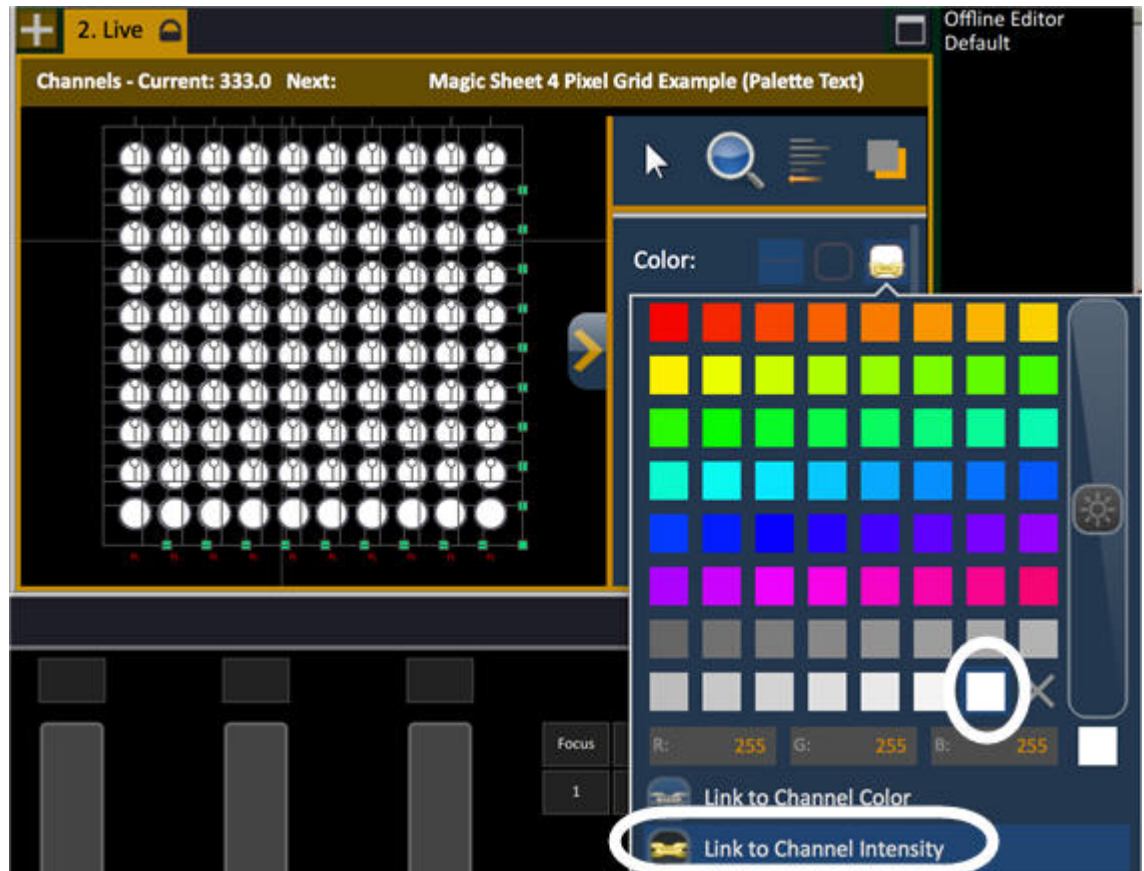 2. Live
Offline Editor
Default
Channels - Current: 333.0 Next: Magic Sheet 4 Pixel Grid Example (Palette Text)
Color:
R: 255 G: 255 B: 255
Focus
1
Link to Channel Color
Link to Channel Intensity